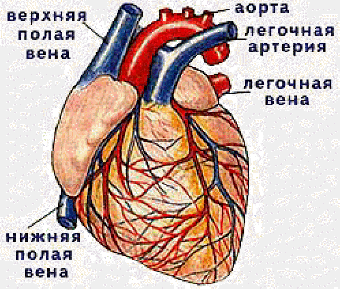 верхняя
полая
вена
аорта
легочная
артерия
легочная
вена
нижняя
полая
вена